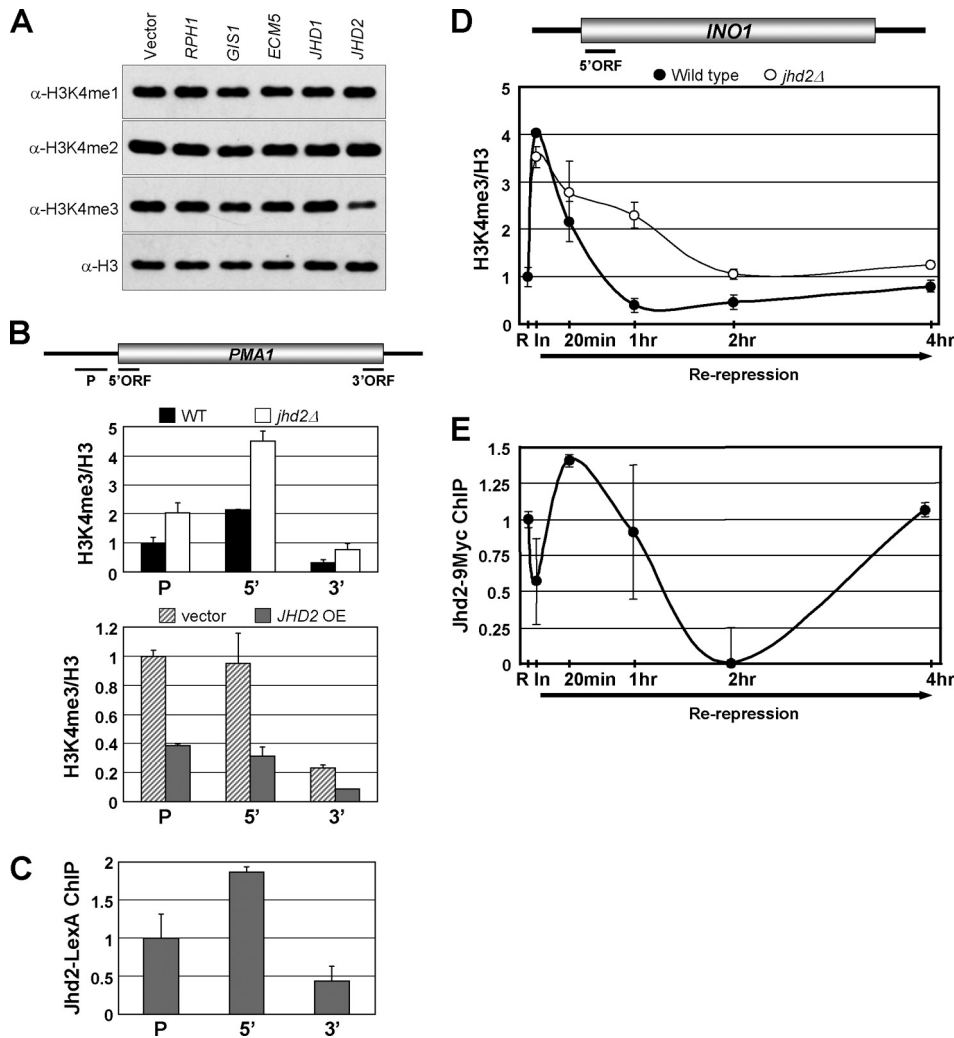 A
Vector RPH1 GIS1 ECM5 JHD1 JHD2
α-H3K4me1
α-H3K4me2
α-H3K4me3
α-H3
B
PMA1
P 5'ORF 3'ORF
WT jhd2Δ
H3K4me3/H3
5
4
3
2
1
0
P 5' 3'
vector JHD2 OE
H3K4me3/H3
1.2
1
0.8
0.6
0.4
0.2
0
P 5' 3'
C
Jhd2-LexA ChIP
2
1.5
1
0.5
0
P 5' 3'
D
INO1
5'ORF
Wild type jhd2Δ
H3K4me3/H3
5
4
3
2
1
0
R In 20min 1hr 2hr 4hr
Re-repression
E
Jhd2-9Myc ChIP
1.5
1.25
1
0.75
0.5
0.25
0
R In 20min 1hr 2hr 4hr
Re-repression